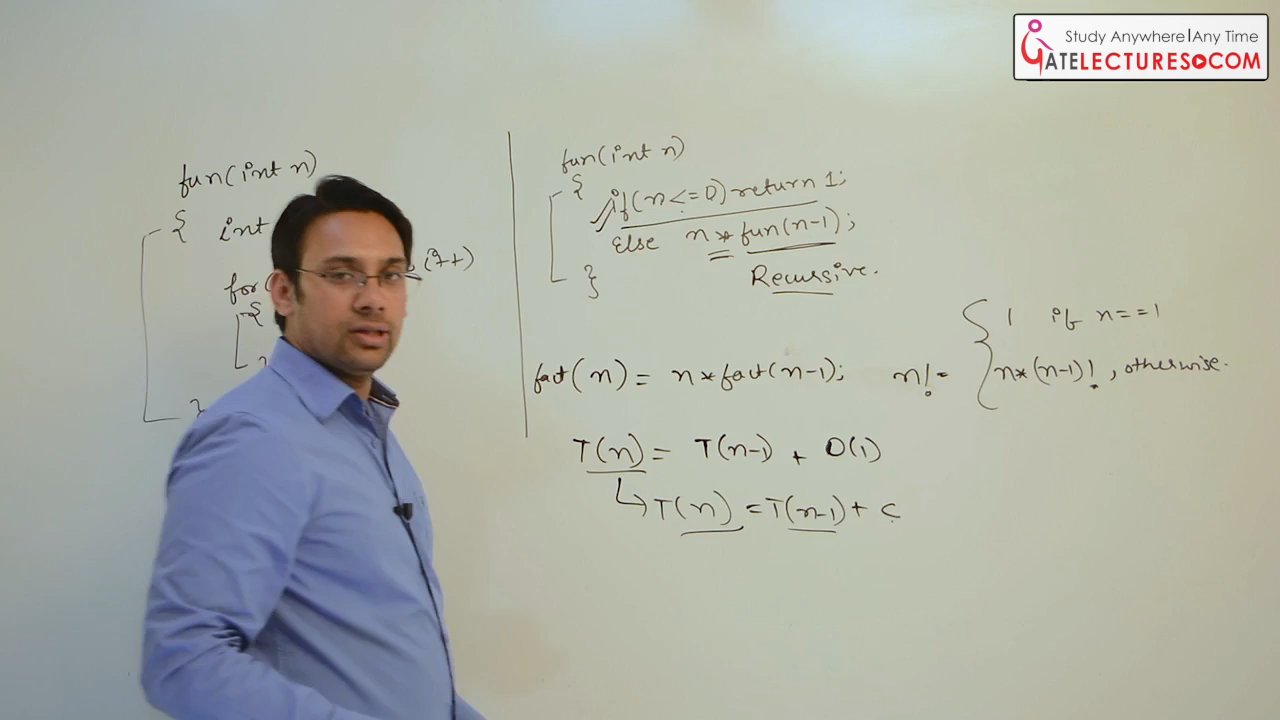 Study Anywhere|Any Time
GATELECTURES.COM
fun(int n)
{ int
for(
i++)
{
}
fun(int n)
{
if(n<=0) return 1;
Else n * fun(n-1);
}
Recursive.
fact(n) = n*fact(n-1);
n! = { 1 if n==1
n*(n-1)!, otherwise.
T(n) = T(n-1) + O(1)
↳ T(n) = T(n-1) + c